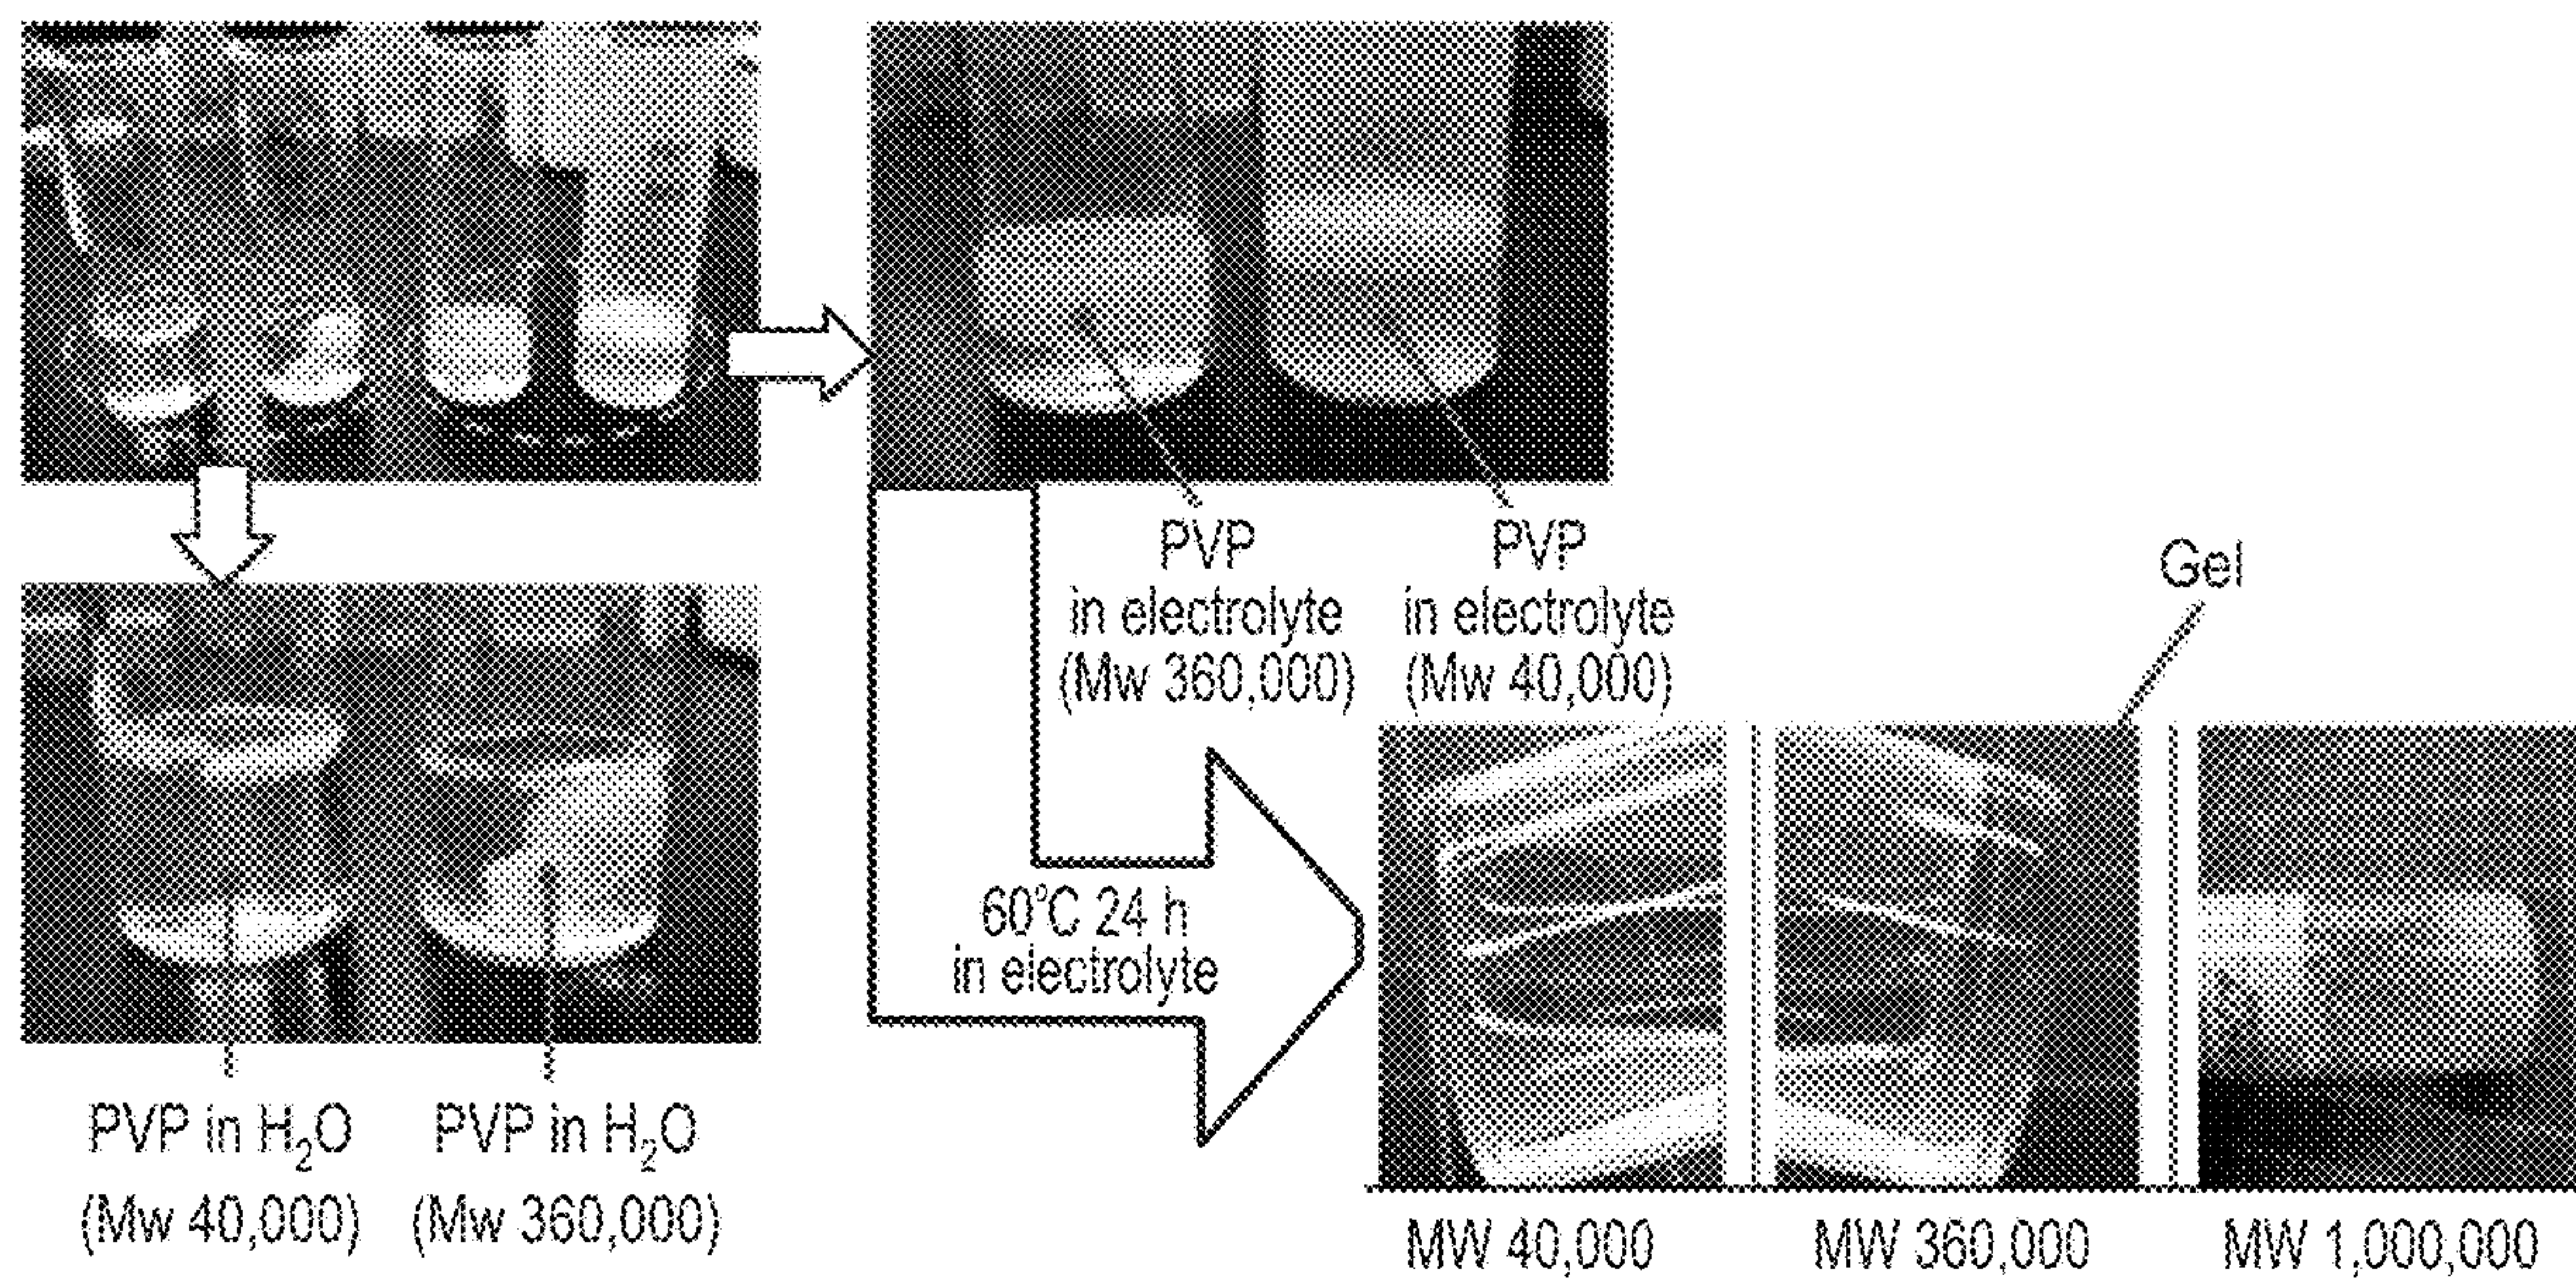 PVP
in electrolyte
(Mw 360,000)
PVP
in electrolyte
(Mw 40,000)
Gel
60°C 24 h
in electrolyte
PVP in H₂O
(Mw 40,000)
PVP in H₂O
(Mw 360,000)
MW 40,000
MW 360,000
MW 1,000,000